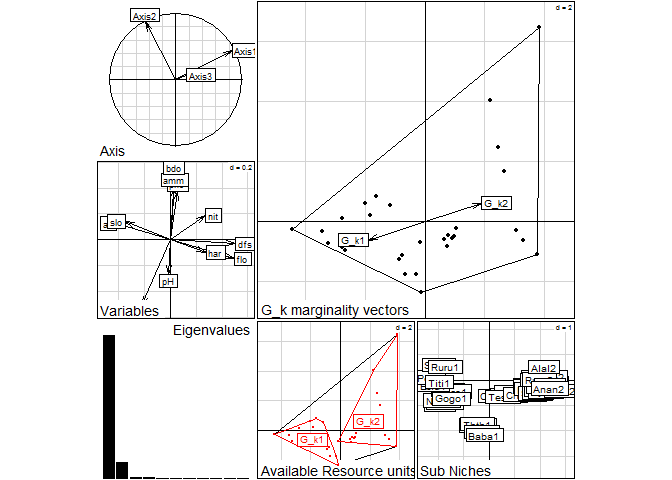 Axis2
Axis1
Axis3
Axis
d = 2
G_k2
G_k1
G_k marginality vectors
d = 0.2
bdo
amm
nit
slo
dfs
har
flo
pH
Variables
Eigenvalues
d = 2
G_k2
G_k1
Available Resource units
d = 1
Ruru1
Titi1
Gogo1
Alal2
Anan2
Baba1
Sub Niches